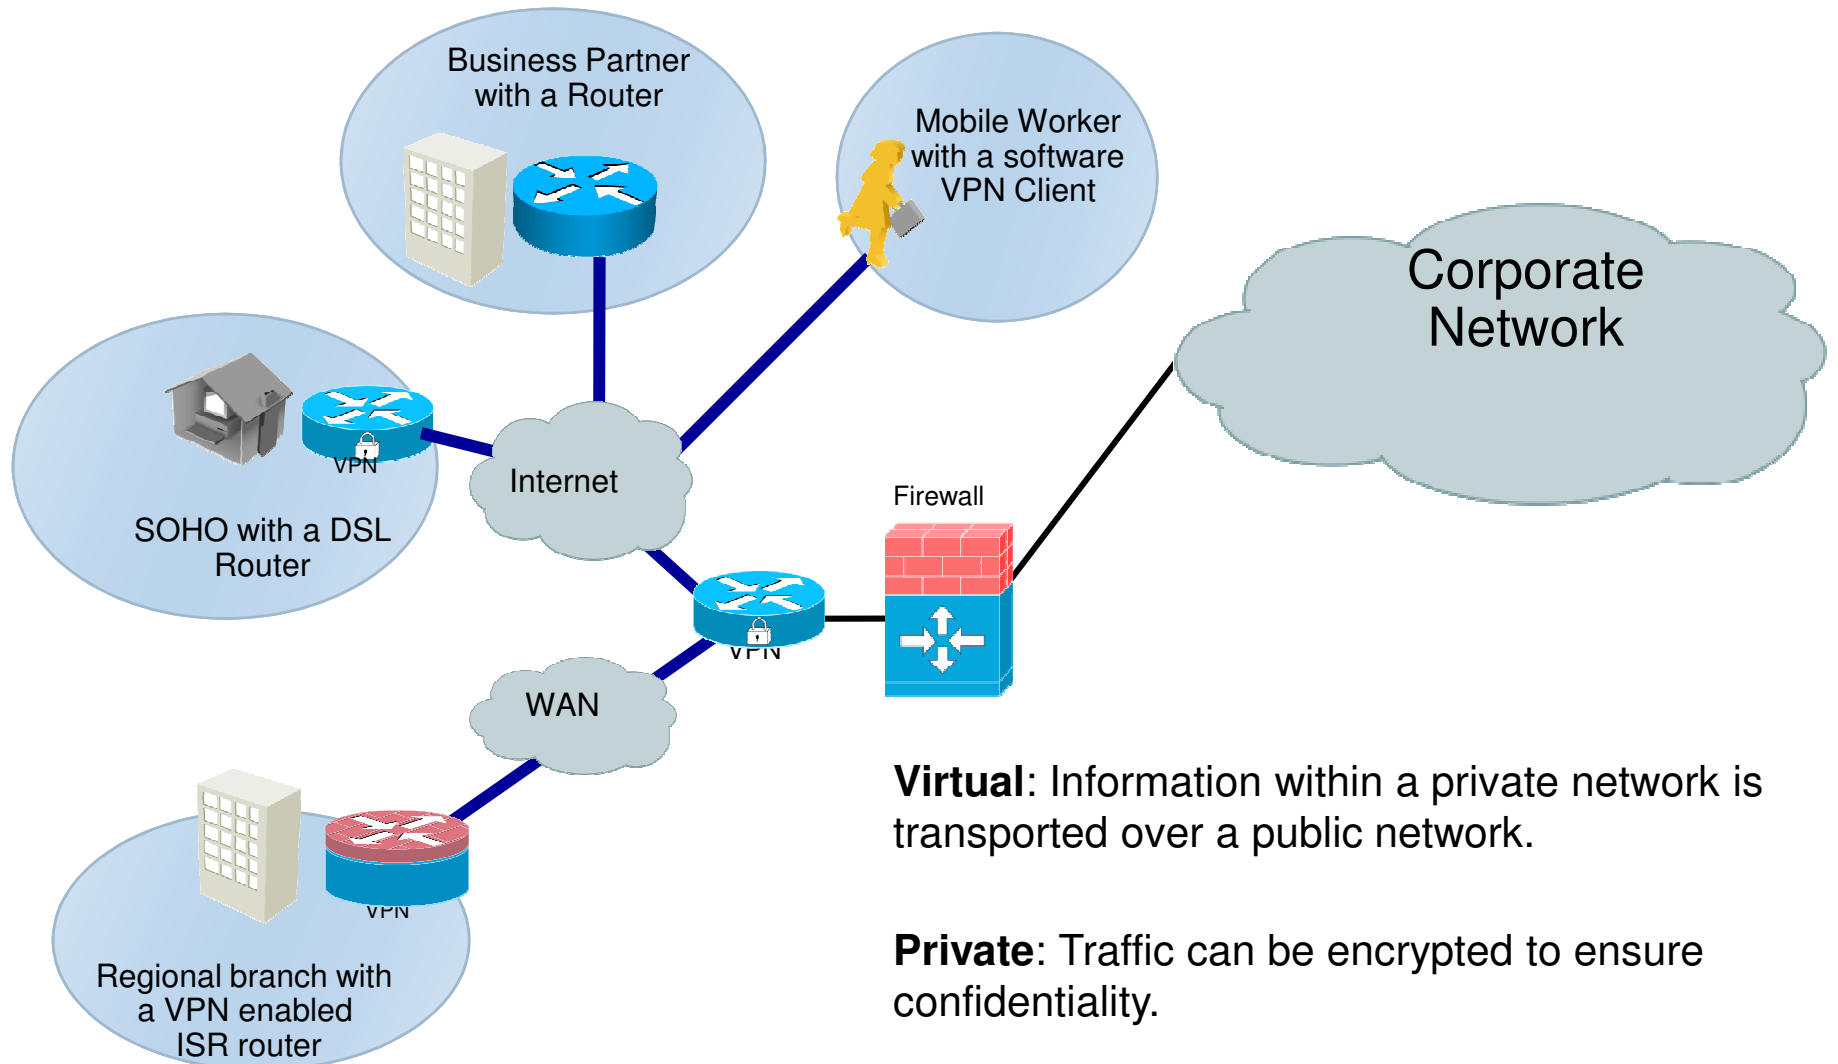 Business Partner
with a Router
Mobile Worker
with a software
VPN Client
Corporate
Network
VPN
Internet
Firewall
SOHO with a DSL
Router
VPN
WAN
Virtual: Information within a private network is
transported over a public network.
VPN
Private: Traffic can be encrypted to ensure
confidentiality.
Regional branch with
a VPN enabled
ISR router